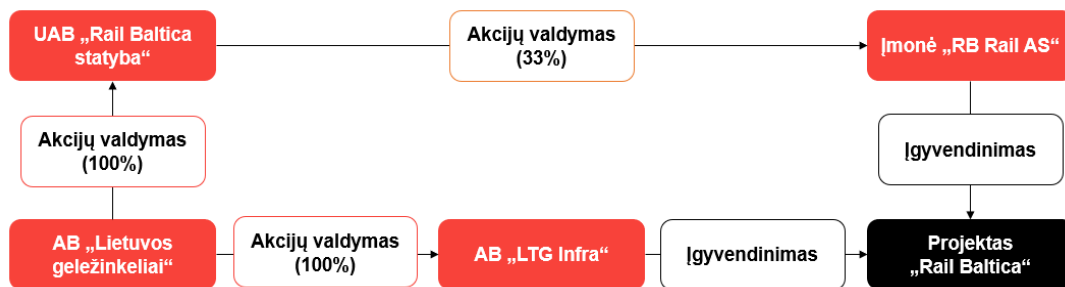 UAB „Rail Baltica
statyba“
Akcijų valdymas
(33%)
Įmonė „RB Rail AS“
Akcijų valdymas
(100%)
Įgyvendinimas
AB „Lietuvos
geležinkeliai“
Akcijų valdymas
(100%)
AB „LTG Infra“
Įgyvendinimas
Projektas
„Rail Baltica“